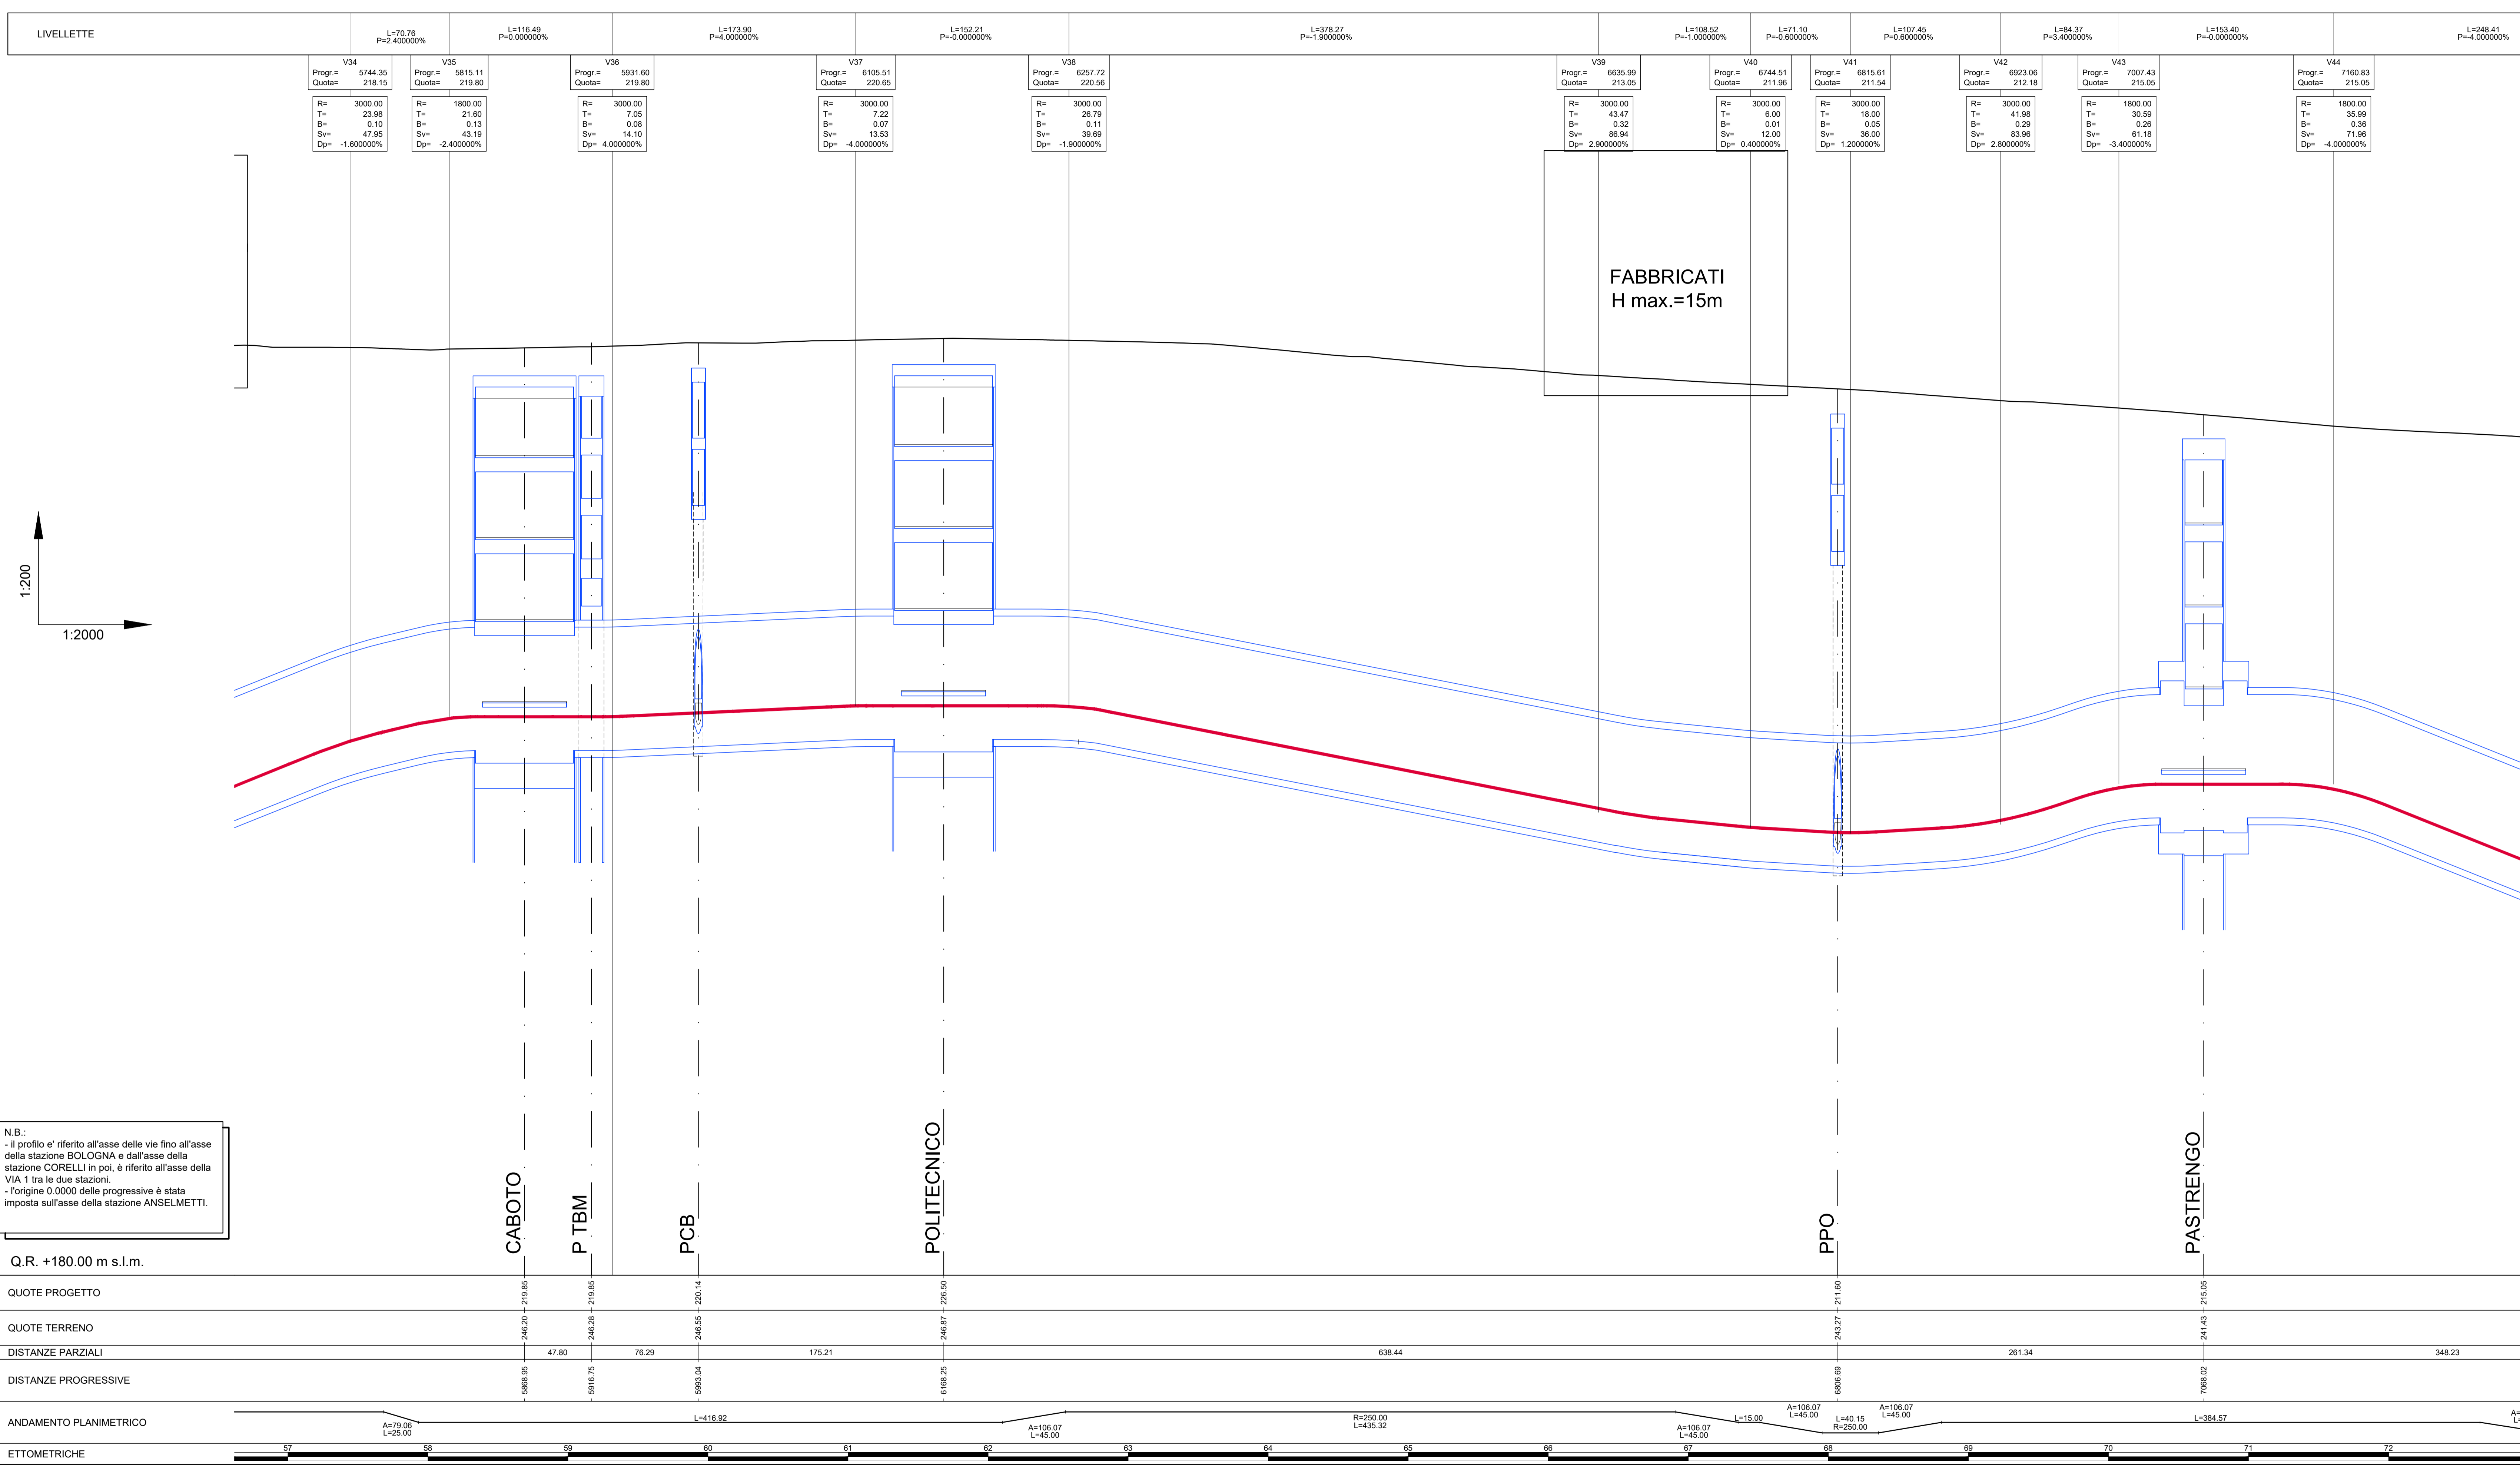 LIVELLETTE
L=70.76
P=2.400000%
L=116.49
P=0.000000%
L=173.90
P=4.000000%
L=152.21
P=-0.000000%
L=378.27
P=-1.900000%
L=108.52
P=-1.000000%
L=71.10
P=-0.600000%
L=107.45
P=0.600000%
L=84.37
P=3.400000%
L=153.40
P=-0.000000%
L=248.41
P=-4.000000%
V34
Progr.= 5744.35
Quota= 218.15
R= 3000.00
T= 23.98
B= 0.10
Sv= 47.95
Dp= -1.600000%
V35
Progr.= 5815.11
Quota= 219.80
R= 1800.00
T= 21.60
B= 0.13
Sv= 43.19
Dp= -2.400000%
V36
Progr.= 5931.60
Quota= 219.80
R= 3000.00
T= 7.05
B= 0.08
Sv= 14.10
Dp= 4.000000%
V37
Progr.= 6105.51
Quota= 220.65
R= 3000.00
T= 7.22
B= 0.07
Sv= 13.53
Dp= -4.000000%
V38
Progr.= 6257.72
Quota= 220.56
R= 3000.00
T= 26.79
B= 0.11
Sv= 39.69
Dp= -1.900000%
V39
Progr.= 6635.99
Quota= 213.05
R= 3000.00
T= 43.47
B= 0.32
Sv= 86.94
Dp= 2.900000%
V40
Progr.= 6744.51
Quota= 211.96
R= 3000.00
T= 6.00
B= 0.01
Sv= 12.00
Dp= 0.400000%
V41
Progr.= 6815.61
Quota= 211.54
R= 3000.00
T= 18.00
B= 0.05
Sv= 36.00
Dp= 1.200000%
V42
Progr.= 6923.06
Quota= 212.18
R= 3000.00
T= 41.98
B= 0.29
Sv= 83.96
Dp= 2.800000%
V43
Progr.= 7007.43
Quota= 215.05
R= 1800.00
T= 30.59
B= 0.26
Sv= 61.18
Dp= -3.400000%
V44
Progr.= 7160.83
Quota= 215.05
R= 1800.00
T= 35.99
B= 0.36
Sv= 71.96
Dp= -4.000000%
FABBRICATI
H max.=15m
1:200
1:2000
N.B.:
- il profilo e' riferito all'asse delle vie fino all'asse
della stazione BOLOGNA e dall'asse della
stazione CORELLI in poi, è riferito all'asse della
VIA 1 tra le due stazioni.
- l'origine 0.0000 delle progressive è stata
imposta sull'asse della stazione ANSELMETTI.
Q.R. +180.00 m s.l.m.
CABOTO
P TBM
PCB
POLITECNICO
PPO
PASTRENGO
QUOTE PROGETTO
219.85
219.85
220.14
226.50
211.60
215.05
QUOTE TERRENO
246.20
246.28
246.55
246.87
243.27
241.43
DISTANZE PARZIALI
47.80
76.29
175.21
638.44
261.34
348.23
DISTANZE PROGRESSIVE
5868.95
5916.75
5993.04
6168.25
6806.69
7068.02
ANDAMENTO PLANIMETRICO
A=79.06
L=25.00
L=416.92
A=106.07
L=45.00
R=250.00
L=435.32
A=106.07
L=45.00
L=15.00
A=106.07
L=45.00
L=40.15
R=250.00
A=106.07
L=45.00
L=384.57
A=
L=
ETTOMETRICHE
57 58 59 60 61 62 63 64 65 66 67 68 69 70 71 72